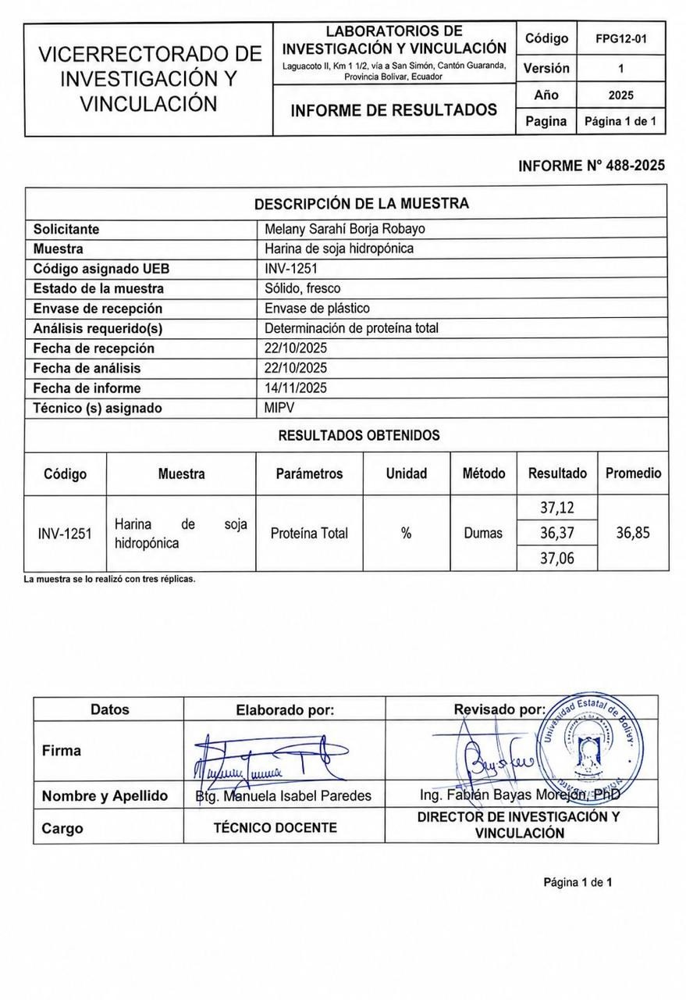 VICERRECTORADO DE
INVESTIGACIÓN Y
VINCULACIÓN
LABORATORIOS DE
INVESTIGACIÓN Y VINCULACIÓN
Laguacoto II, Km 1 1/2, vía a San Simón, Cantón Guaranda,
Provincia Bolívar, Ecuador
INFORME DE RESULTADOS
Código FPG12-01
Versión 1
Año 2025
Pagina Página 1 de 1
INFORME N° 488-2025
DESCRIPCIÓN DE LA MUESTRA
Solicitante Melany Sarahí Borja Robayo
Muestra Harina de soja hidropónica
Código asignado UEB INV-1251
Estado de la muestra Sólido, fresco
Envase de recepción Envase de plástico
Análisis requerido(s) Determinación de proteína total
Fecha de recepción 22/10/2025
Fecha de análisis 22/10/2025
Fecha de informe 14/11/2025
Técnico (s) asignado MIPV
RESULTADOS OBTENIDOS
Código Muestra Parámetros Unidad Método Resultado Promedio
INV-1251 Harina de soja hidropónica Proteína Total % Dumas 37,12 36,37 37,06 36,85
La muestra se lo realizó con tres réplicas.
Datos Elaborado por: Revisado por:
Firma
Universidad Estatal de Bolívar
Nombre y Apellido Btg. Manuela Isabel Paredes Ing. Fabián Bayas Morejón, PhD
Cargo TÉCNICO DOCENTE DIRECTOR DE INVESTIGACIÓN Y
VINCULACIÓN
Página 1 de 1